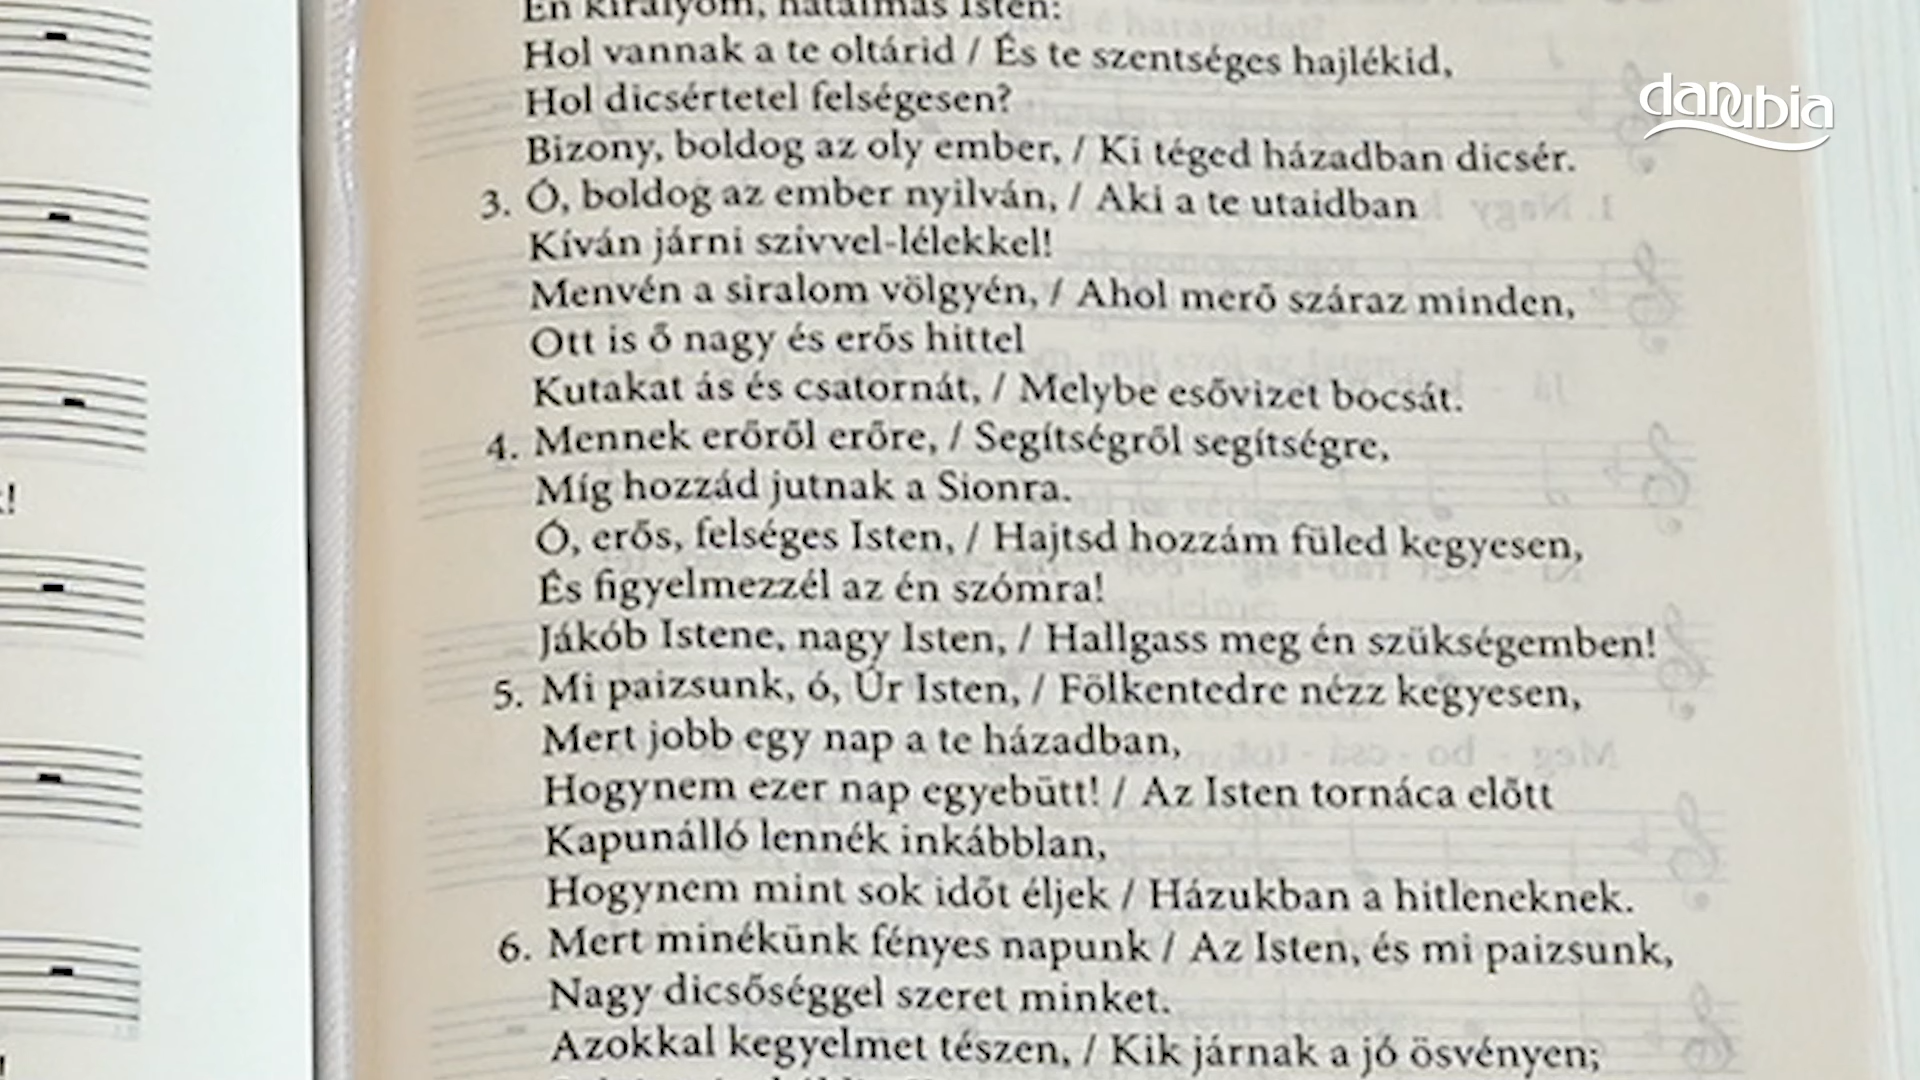 Én királyom, hatalmas Isten:
Hol vannak a te oltárid / És te szentséges hajlékid,
Hol dicsértetel felségesen?
Bizony, boldog az oly ember, / Ki téged házadban dicsér.
3. Ó, boldog az ember nyilván, / Aki a te utaidban
Kíván járni szívvel-lélekkel!
Menvén a siralom völgyén, / Ahol merő száraz minden,
Ott is ő nagy és erős hittel
Kutakat ás és csatornát, / Melybe esővizet bocsát.
4. Mennek erőről erőre, / Segítségről segítségre,
Míg hozzád jutnak a Sionra.
Ó, erős, felséges Isten, / Hajtsd hozzám füled kegyesen,
És figyelmezzél az én szómra!
Jákób Istene, nagy Isten, / Hallgass meg én szükségemben!
5. Mi paizsunk, ó, Úr Isten, / Fölkentedre nézz kegyesen,
Mert jobb egy nap a te házadban,
Hogynem ezer nap egyebütt! / Az Isten tornáca előtt
Kapunálló lennék inkábblan,
Hogynem mint sok időt éljek / Házukban a hitleneknek.
6. Mert minékünk fényes napunk / Az Isten, és mi paizsunk,
Nagy dicsőséggel szeret minket.
Azokkal kegyelmet tészen, / Kik járnak a jó ösvényen;
danubia